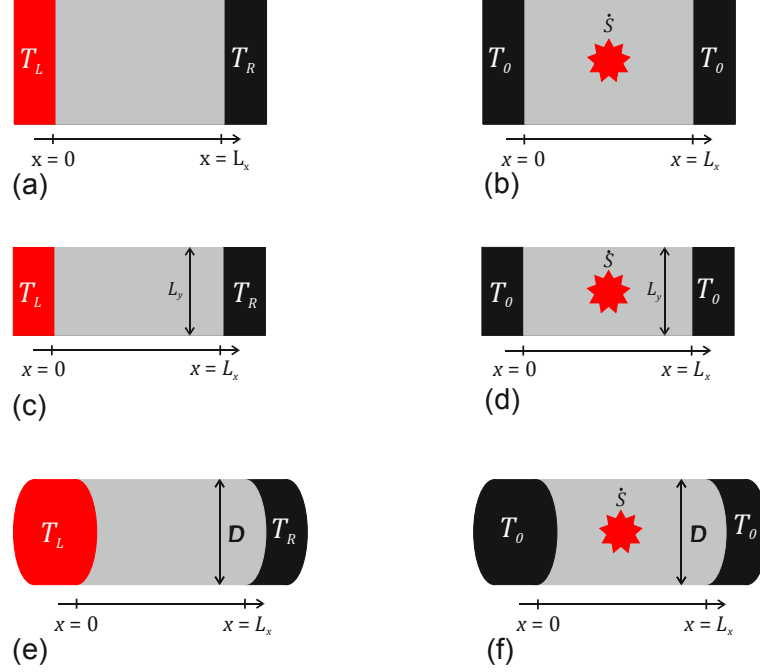 T_L T_R
x = 0 x = L_x
(a)
Ṡ
T_0 T_0
x = 0 x = L_x
(b)
T_L L_y T_R
x = 0 x = L_x
(c)
Ṡ
T_0 L_y T_0
x = 0 x = L_x
(d)
T_L D T_R
x = 0 x = L_x
(e)
Ṡ
T_0 D T_0
x = 0 x = L_x
(f)